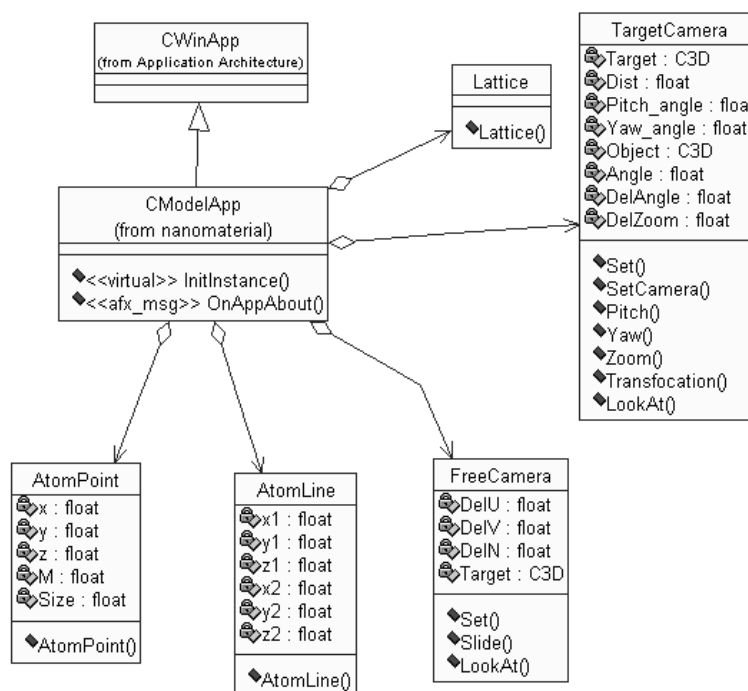 CWinApp
(from Application Architecture)
Lattice
Lattice()
TargetCamera
Target : C3D
Dist : float
Pitch_angle : float
Yaw_angle : float
Object : C3D
Angle : float
DelAngle : float
DelZoom : float
Set()
SetCamera()
Pitch()
Yaw()
Zoom()
Transfocation()
LookAt()
CModelApp
(from nanomaterial)
<<virtual>> InitInstance()
<<afx_msg>> OnAppAbout()
AtomPoint
x : float
y : float
z : float
M : float
Size : float
AtomPoint()
AtomLine
x1 : float
y1 : float
z1 : float
x2 : float
y2 : float
z2 : float
AtomLine()
FreeCamera
DelU : float
DelV : float
DelN : float
Target : C3D
Set()
Slide()
LookAt()